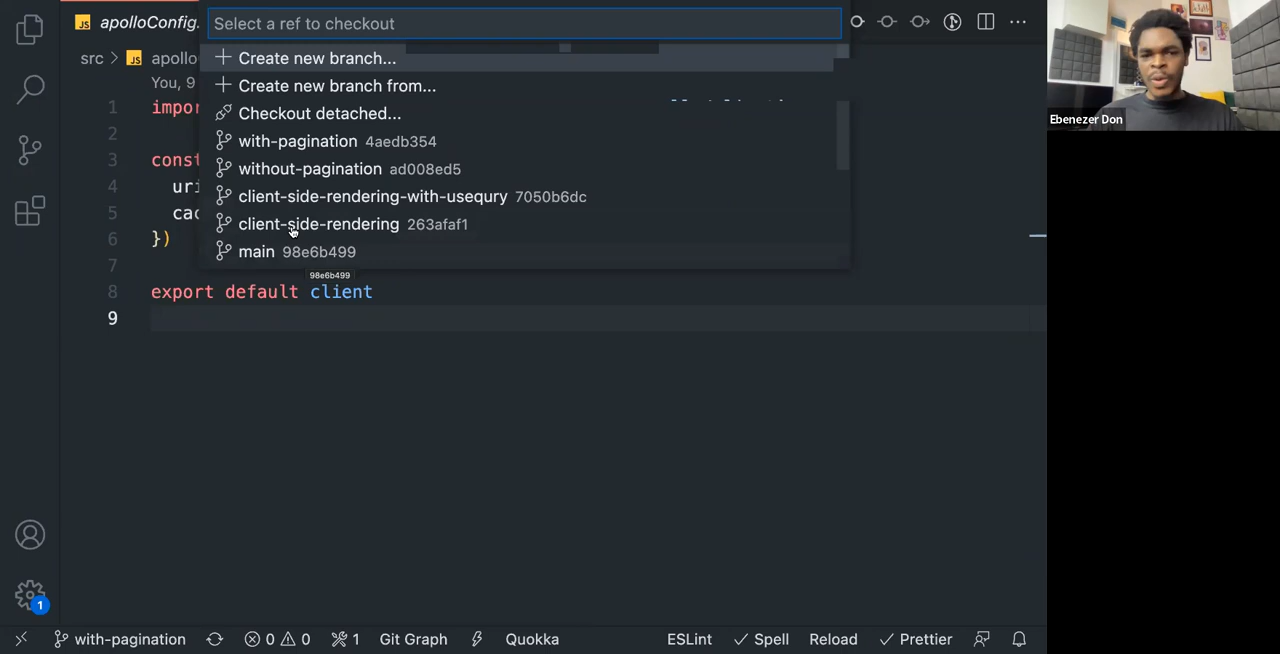 JS apolloConfig.
Select a ref to checkout
src > JS apollo
Create new branch...
You, 9
Create new branch from...
1 impor
Checkout detached...
2
with-pagination 4aedb354
3 const
without-pagination ad008ed5
4 uri
client-side-rendering-with-usequry 7050b6dc
5 cac
client-side-rendering 263afaf1
6 })
main 98e6b499
7
98e6b499
8 export default client
9
Ebenezer Don
1
with-pagination 0 0 1 Git Graph Quokka ESLint Spell Reload Prettier